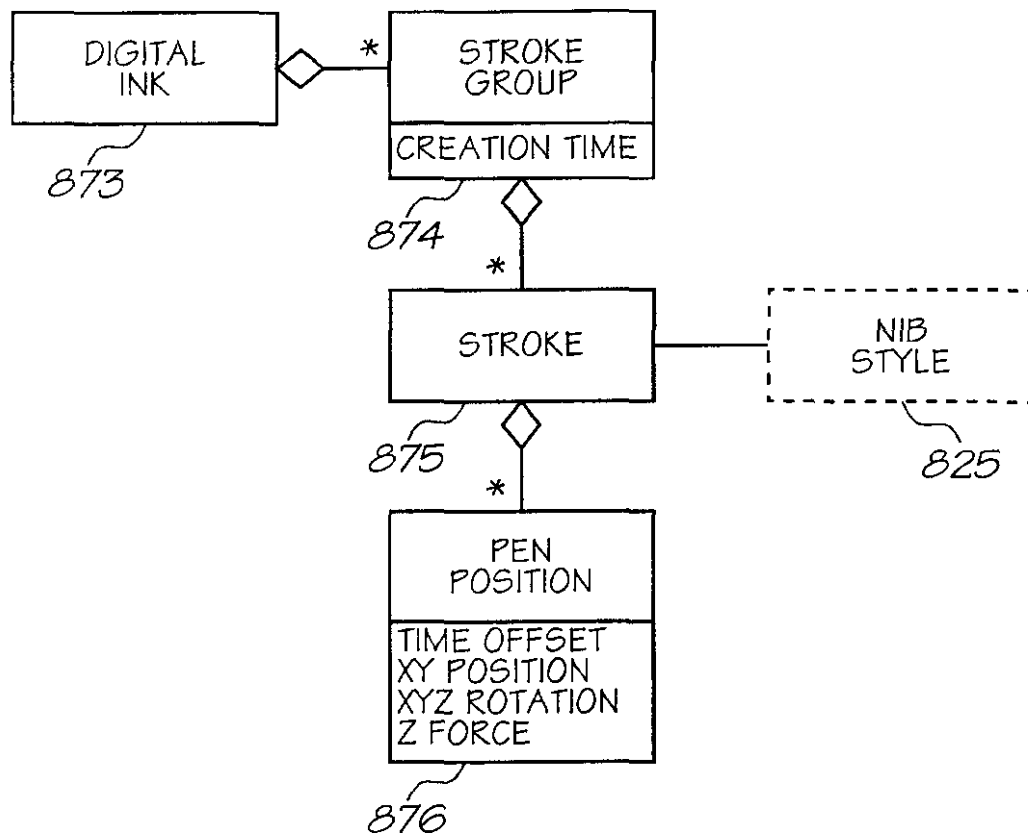 DIGITAL
INK
873
*
STROKE
GROUP
CREATION TIME
874
*
STROKE
875
NIB
STYLE
825
*
PEN
POSITION
TIME OFFSET
XY POSITION
XYZ ROTATION
Z FORCE
876